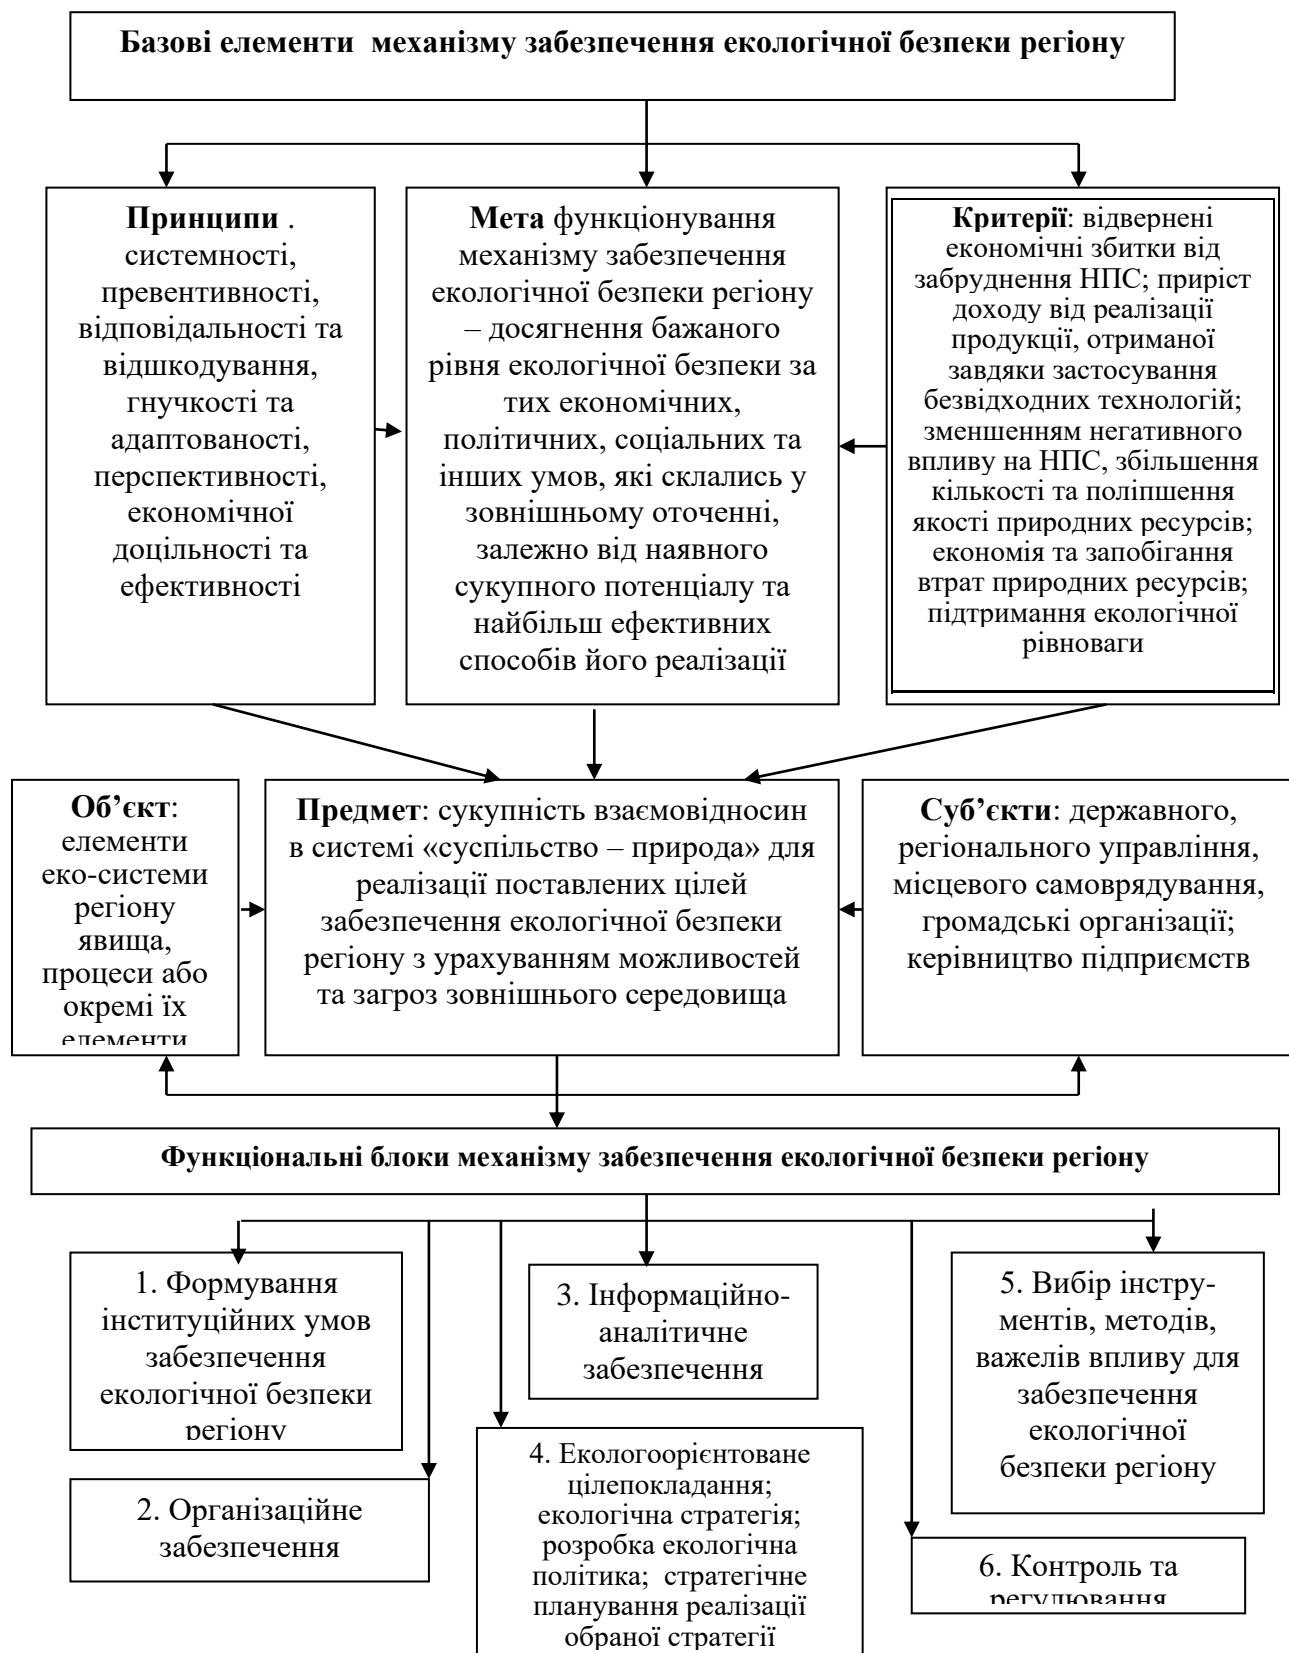 Базові елементи механізму забезпечення екологічної безпеки регіону
Принципи .
системності,
превентивності,
відповідальності та
відшкодування,
гнучкості та
адаптованості,
перспективності,
економічної
доцільності та
ефективності
Мета функціонування
механізму забезпечення
екологічної безпеки регіону
– досягнення бажаного
рівня екологічної безпеки за
тих економічних,
політичних, соціальних та
інших умов, які склались у
зовнішньому оточенні,
залежно від наявного
сукупного потенціалу та
найбільш ефективних
способів його реалізації
Критерії: відвернені
економічні збитки від
забруднення НПС; приріст
доходу від реалізації
продукції, отриманої
завдяки застосування
безвідходних технологій;
зменшенням негативного
впливу на НПС, збільшення
кількості та поліпшення
якості природних ресурсів;
економія та запобігання
втрат природних ресурсів;
підтримання екологічної
рівноваги
Об’єкт:
елементи
еко-системи
регіону
явища,
процеси або
окремі їх
елементи
Предмет: сукупність взаємовідносин
в системі «суспільство – природа» для
реалізації поставлених цілей
забезпечення екологічної безпеки
регіону з урахуванням можливостей
та загроз зовнішнього середовища
Суб’єкти: державного,
регіонального управління,
місцевого самоврядування,
громадські організації;
керівництво підприємств
Функціональні блоки механізму забезпечення екологічної безпеки регіону
1. Формування
інституційних умов
забезпечення
екологічної безпеки
регіону
2. Організаційне
забезпечення
3. Інформаційно-
аналітичне
забезпечення
4. Екологоорієнтоване
цілепокладання;
екологічна стратегія;
розробка екологічна
політика; стратегічне
планування реалізації
обраної стратегії
5. Вибір інстру-
ментів, методів,
важелів впливу для
забезпечення
екологічної
безпеки регіону
6. Контроль та
регулювання